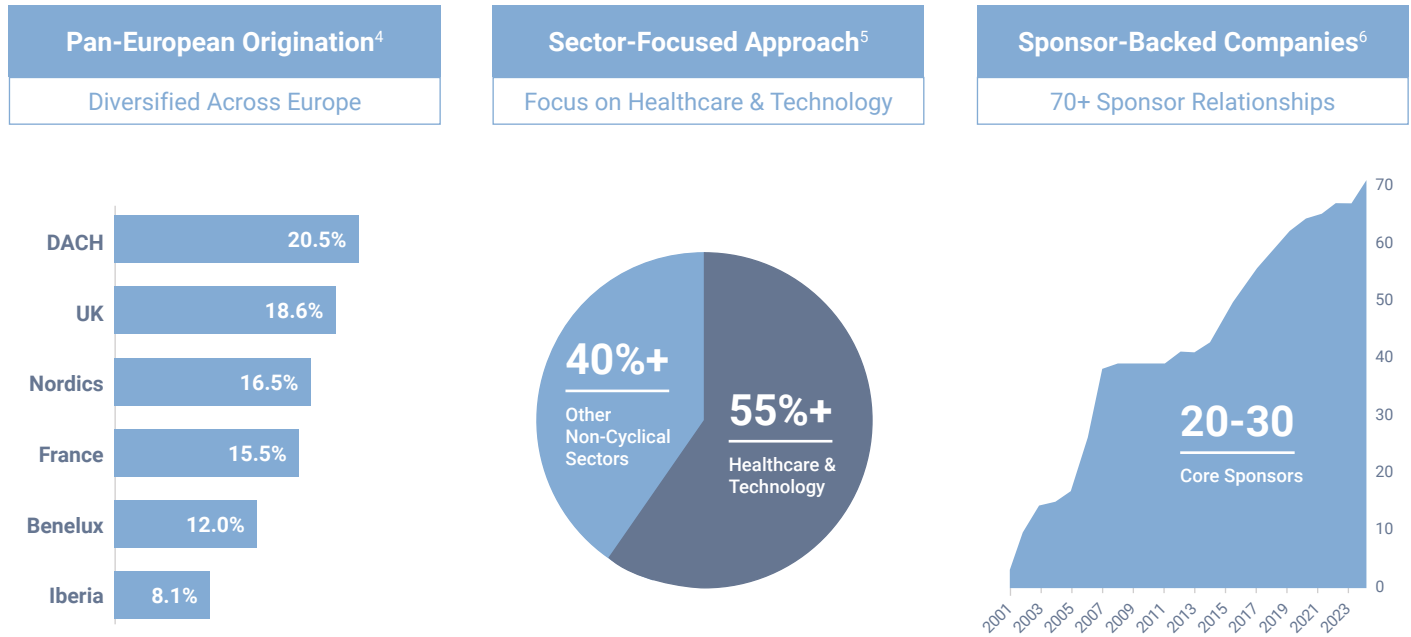 Pan-European Origination4
Diversified Across Europe
DACH
20.5%
UK
18.6%
Nordics
16.5%
France
15.5%
Benelux
12.0%
Iberia
8.1%
Sector-Focused Approach5
Focus on Healthcare & Technology
40%+
Other
Non-Cyclical
Sectors
55%+
Healthcare &
Technology
Sponsor-Backed Companies6
70+ Sponsor Relationships
70
60
50
40
30
20
10
0
20-30
Core Sponsors
2001
2003
2005
2007
2009
2011
2013
2015
2017
2019
2021
2023